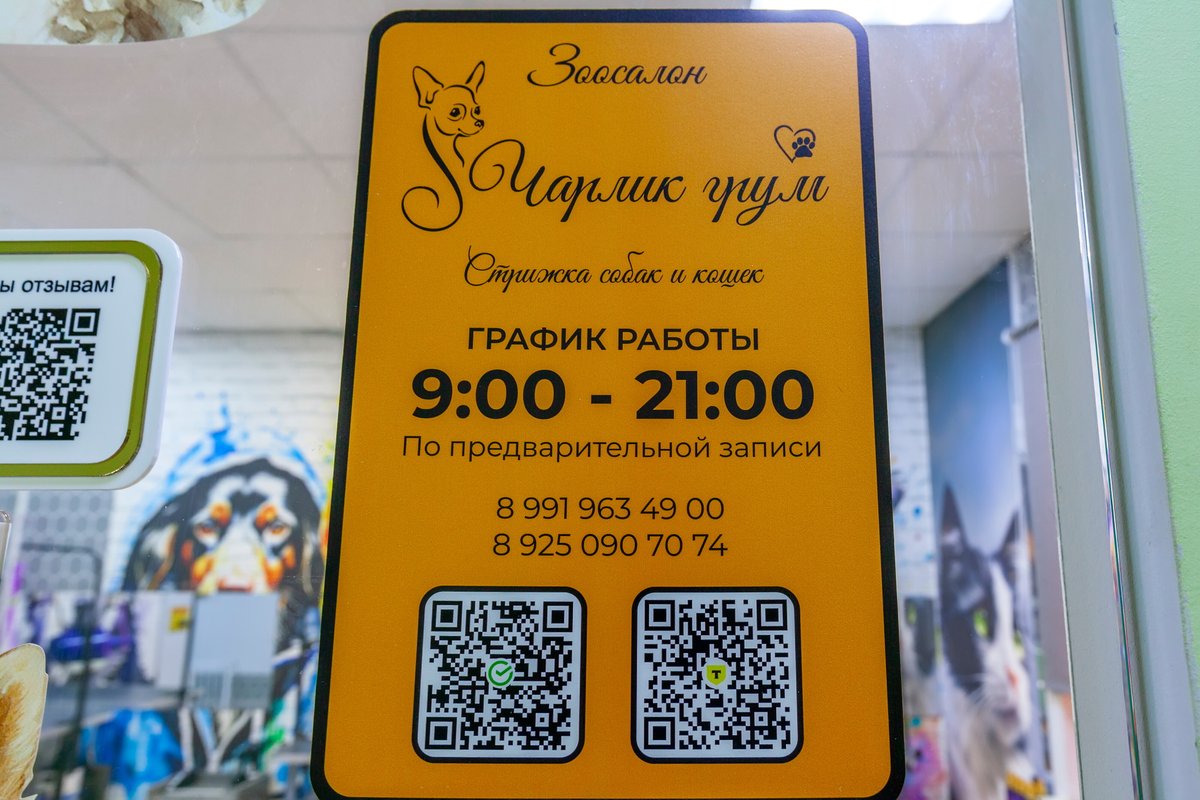 Зоосалон
Чарлик грум
Стрижка собак и кошек
ГРАФИК РАБОТЫ
9:00 - 21:00
По предварительной записи
8 991 963 49 00
8 925 090 70 74
Т
отзывам!